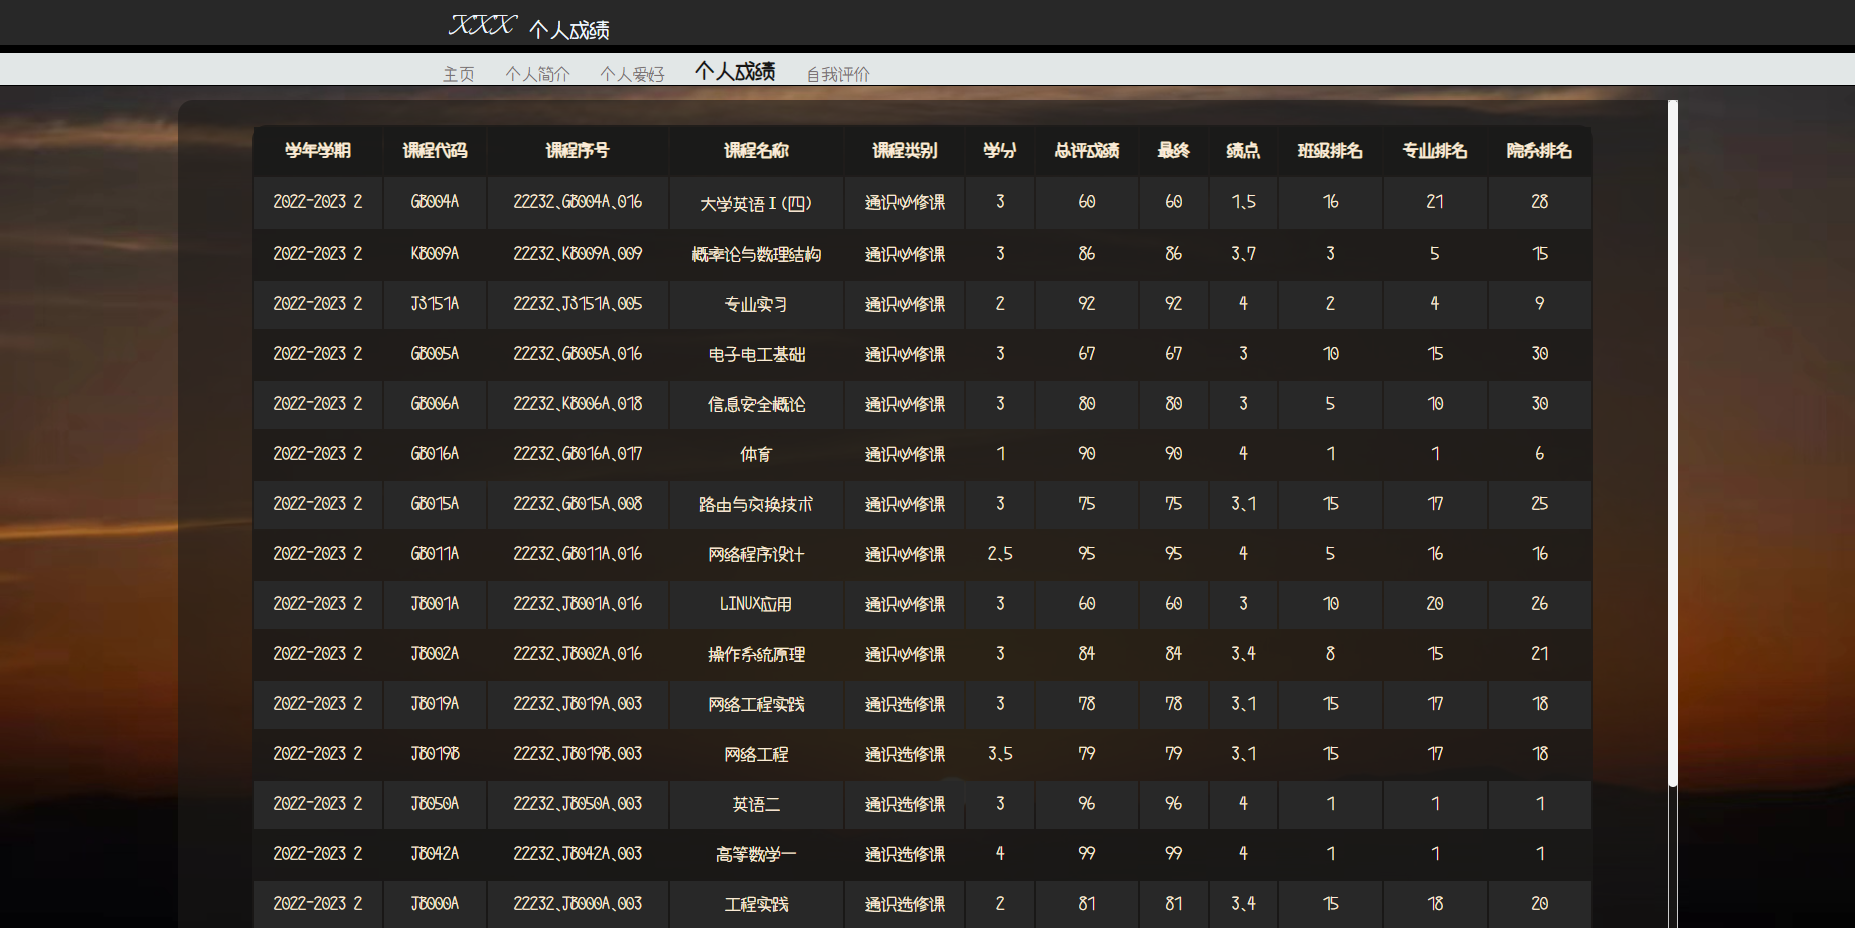 XXX 个人成绩
主页 个人简介 个人爱好 个人成绩 自我评价
学年学期 课程代码 课程序号 课程名称 课程类别 学分 总评成绩 最终 绩点 班级排名 专业排名 院系排名
2022-2023 2 GB004A 22232、GB004A、016 大学英语 I (四) 通识必修课 3 60 60 1、5 16 21 28
2022-2023 2 KB009A 22232、KB009A、009 概率论与数理结构 通识必修课 3 86 86 3、7 3 5 15
2022-2023 2 J3151A 22232、J3151A、005 专业实习 通识必修课 2 92 92 4 2 4 9
2022-2023 2 GB005A 22232、GB005A、016 电子电工基础 通识必修课 3 67 67 3 10 15 30
2022-2023 2 GB006A 22232、KB006A、018 信息安全概论 通识必修课 3 80 80 3 5 10 30
2022-2023 2 GB016A 22232、GB016A、017 体育 通识必修课 1 90 90 4 1 1 6
2022-2023 2 GB015A 22232、GB015A、008 路由与交换技术 通识必修课 3 75 75 3、1 15 17 25
2022-2023 2 GB011A 22232、GB011A、016 网络程序设计 通识必修课 2、5 95 95 4 5 16 16
2022-2023 2 JB001A 22232、JB001A、016 LINUX应用 通识必修课 3 60 60 3 10 20 26
2022-2023 2 JB002A 22232、JB002A、016 操作系统原理 通识必修课 3 84 84 3、4 8 15 21
2022-2023 2 JB019A 22232、JB019A、003 网络工程实践 通识选修课 3 78 78 3、1 15 17 18
2022-2023 2 JB019B 22232、JB019B、003 网络工程 通识选修课 3、5 79 79 3、1 15 17 18
2022-2023 2 JB050A 22232、JB050A、003 英语二 通识选修课 3 96 96 4 1 1 1
2022-2023 2 JB042A 22232、JB042A、003 高等数学一 通识选修课 4 99 99 4 1 1 1
2022-2023 2 JB000A 22232、JB000A、003 工程实践 通识选修课 2 81 81 3、4 15 18 20